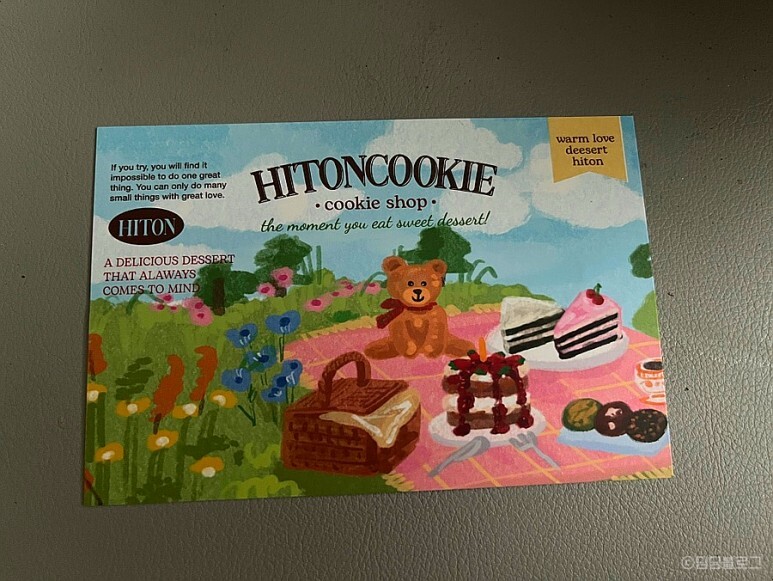 If you try, you will find it
impossible to do one great
thing. You can only do many
small things with great love.
HITON
A DELICIOUS DESSERT
THAT ALAWAYS
COMES TO MIND
HITONCOOKIE
· cookie shop ·
the moment you eat sweet dessert!
warm love
deesert
hiton